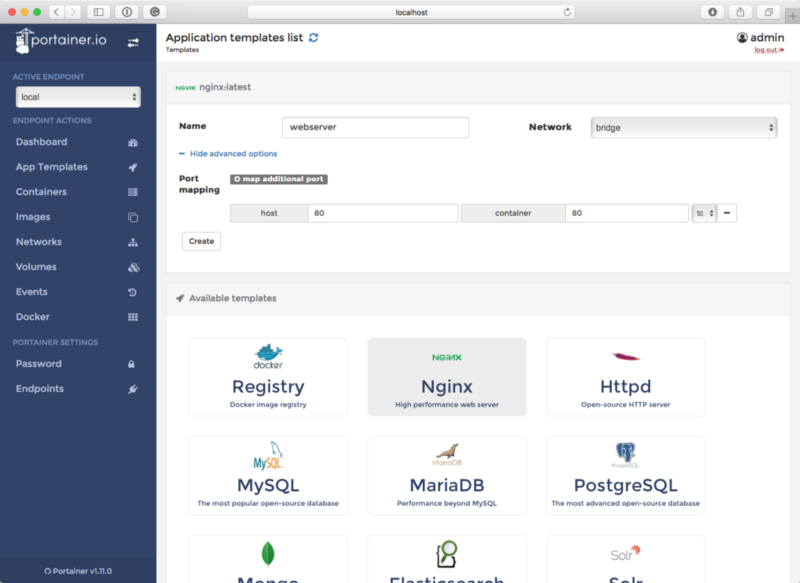 localhost
portainer.io
Application templates list
Templates
admin
log out
ACTIVE ENDPOINT
local
ENDPOINT ACTIONS
Dashboard
App Templates
Containers
Images
Networks
Volumes
Events
Docker
PORTAINER SETTINGS
Password
Endpoints
Portainer v1.11.0
NGINX nginx:latest
Name webserver Network bridge
Hide advanced options
Port mapping map additional port
host 80 container 80 tc
Create
Available templates
docker
Registry
Docker image registry
NGINX
Nginx
High performance web server
Httpd
Open-source HTTP server
MySQL
MySQL
The most popular open-source database
MariaDB
MariaDB
Performance beyond MySQL
PostgreSQL
PostgreSQL
The most advanced open-source database
Mongo
Elasticsearch
Solr
Solr